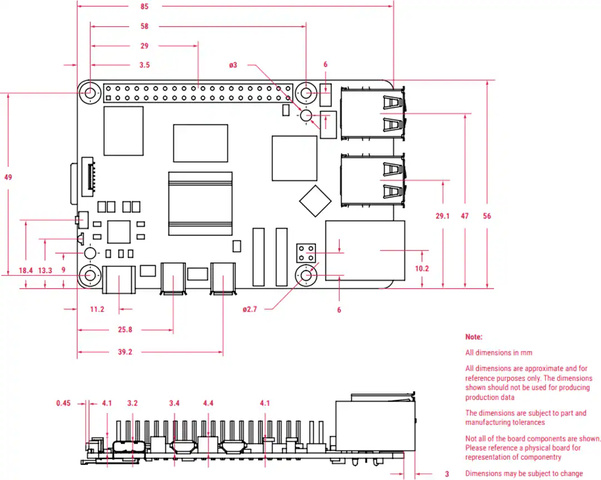 85
58
29
3.5
ø3
6
49
29.1
47
56
18.4
13.3
9
10.2
11.2
ø2.7
6
25.8
39.2
Note:
All dimensions in mm
All dimensions are approximate and for
reference purposes only. The dimensions
shown should not be used for producing
production data
The dimensions are subject to part and
manufacturing tolerances
Not all of the board components are shown.
Please reference a physical board for
representation of componentry
Dimensions may be subject to change
0.45
4.1
3.2
3.4
4.4
4.1
3